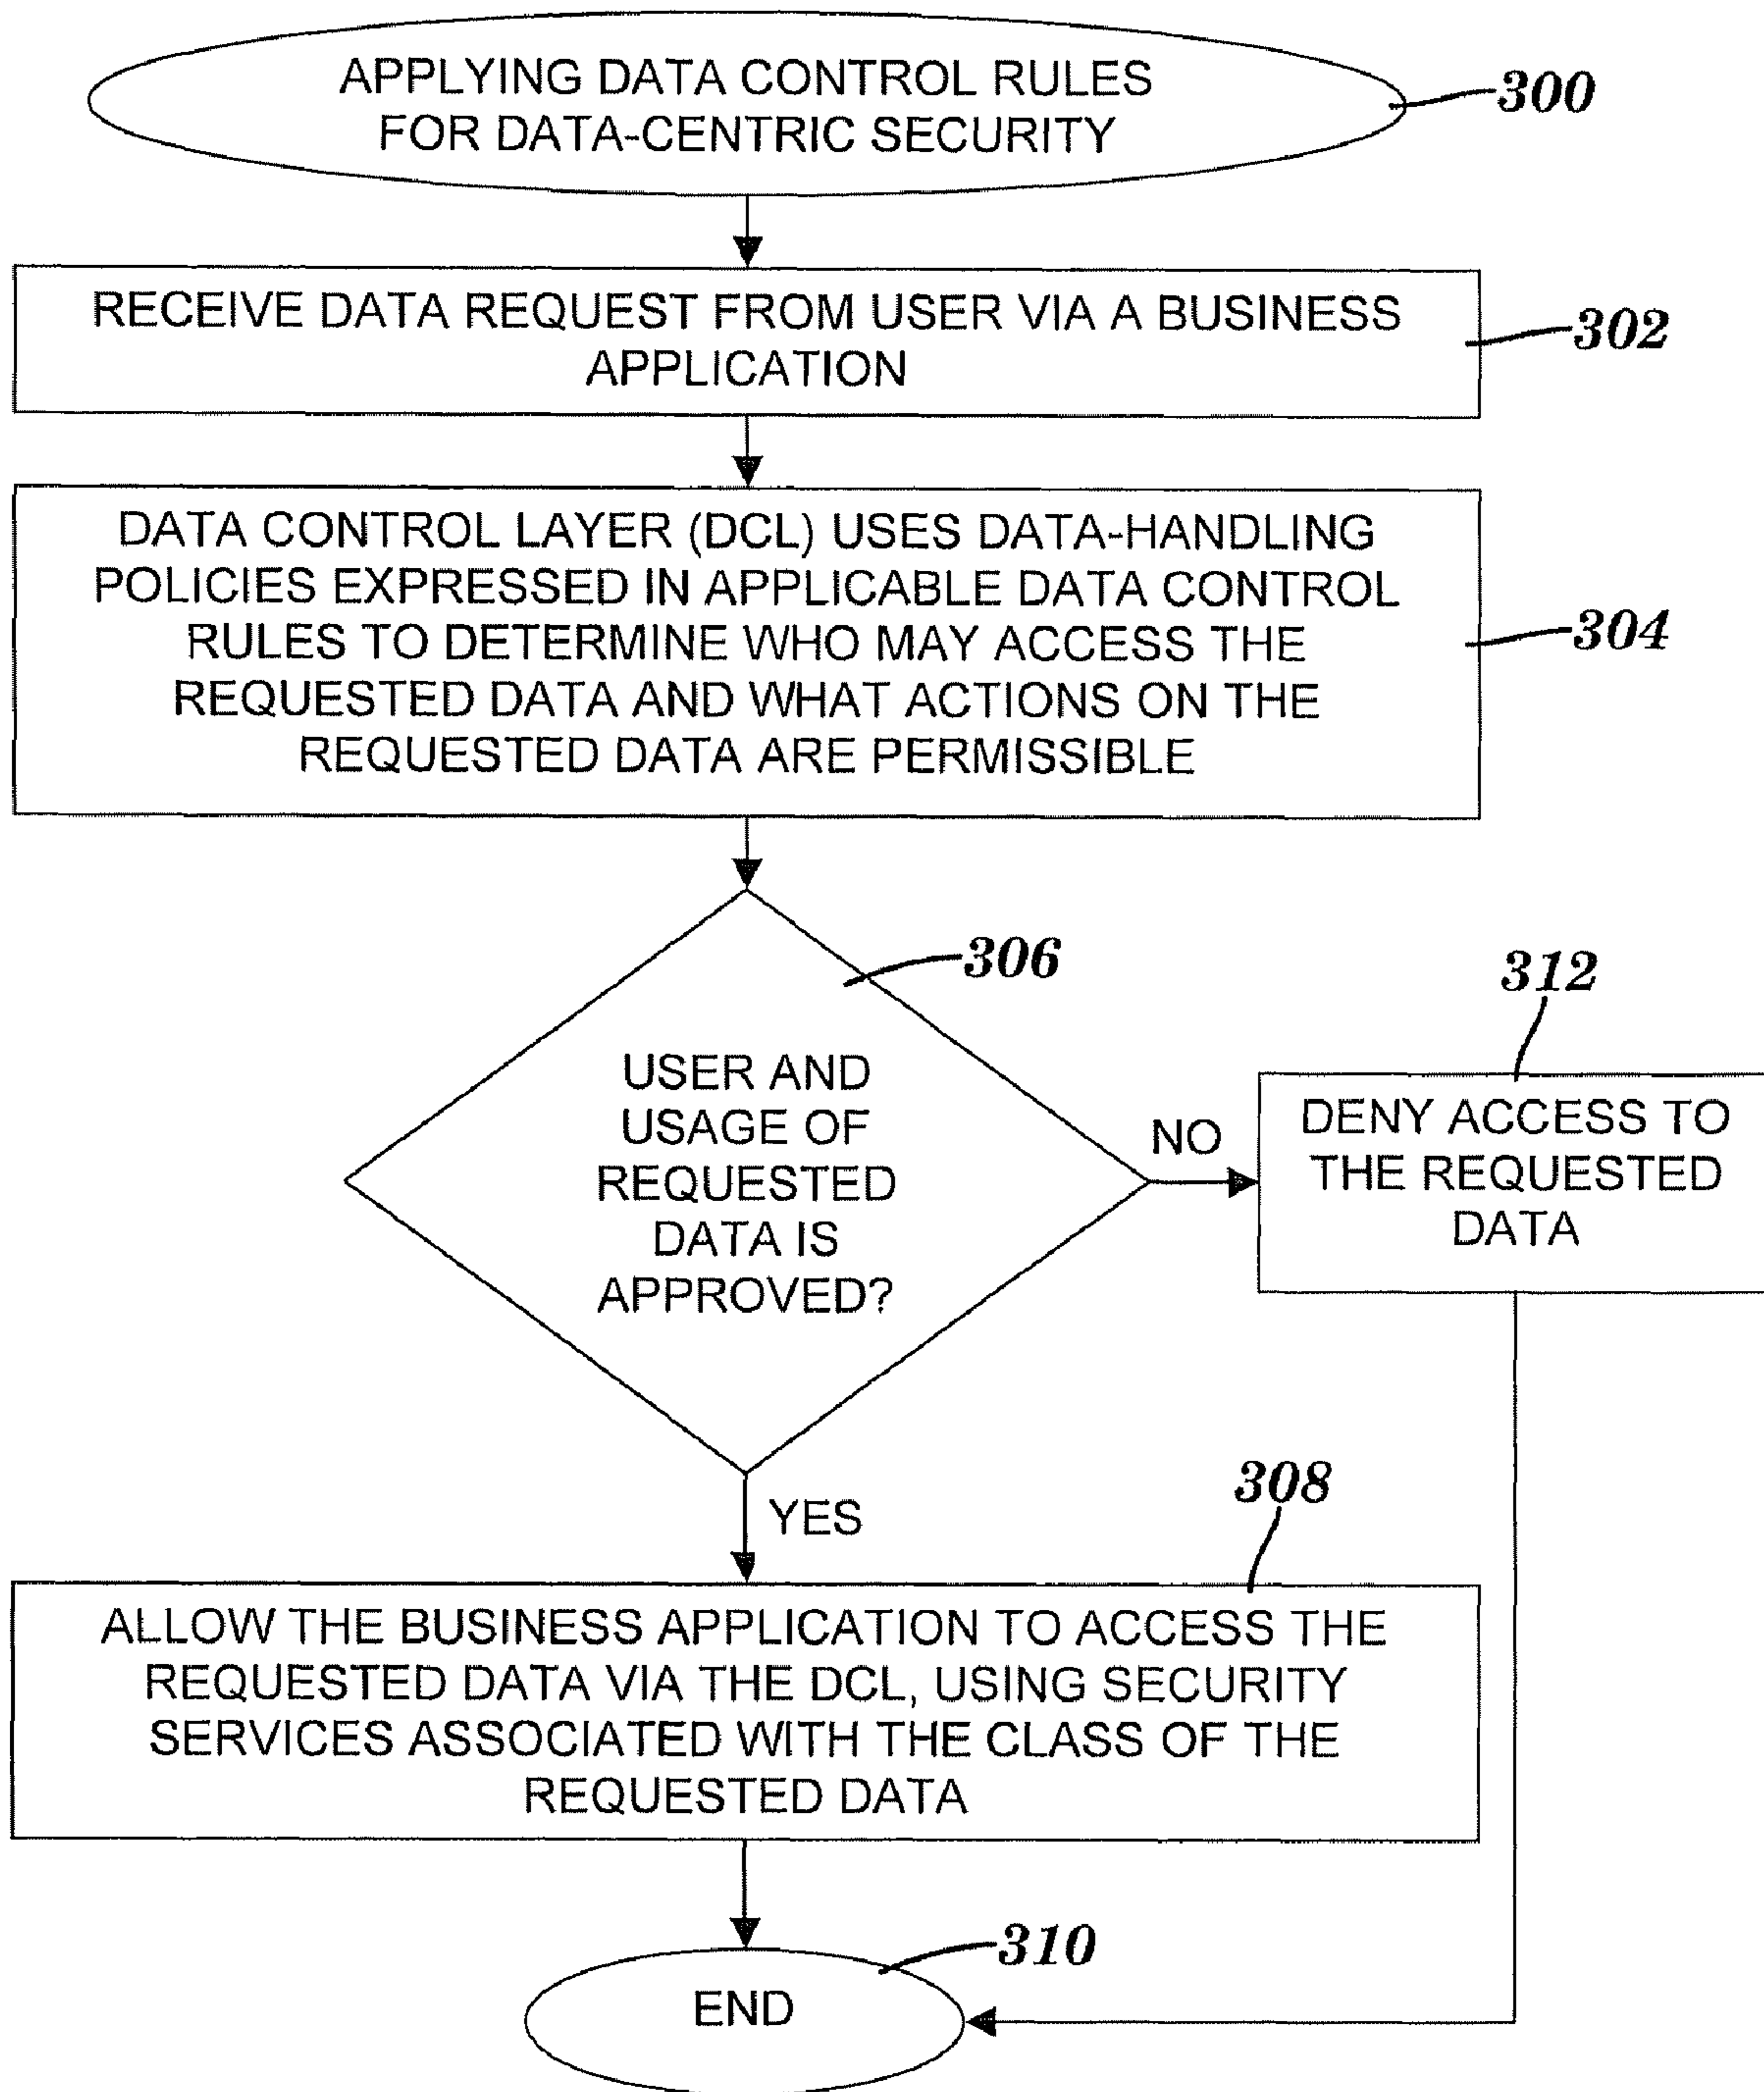 APPLYING DATA CONTROL RULES
FOR DATA-CENTRIC SECURITY
300
RECEIVE DATA REQUEST FROM USER VIA A BUSINESS
APPLICATION
302
DATA CONTROL LAYER (DCL) USES DATA-HANDLING
POLICIES EXPRESSED IN APPLICABLE DATA CONTROL
RULES TO DETERMINE WHO MAY ACCESS THE
REQUESTED DATA AND WHAT ACTIONS ON THE
REQUESTED DATA ARE PERMISSIBLE
304
306
USER AND
USAGE OF
REQUESTED
DATA IS
APPROVED?
NO
312
DENY ACCESS TO
THE REQUESTED
DATA
YES
308
ALLOW THE BUSINESS APPLICATION TO ACCESS THE
REQUESTED DATA VIA THE DCL, USING SECURITY
SERVICES ASSOCIATED WITH THE CLASS OF THE
REQUESTED DATA
310
END